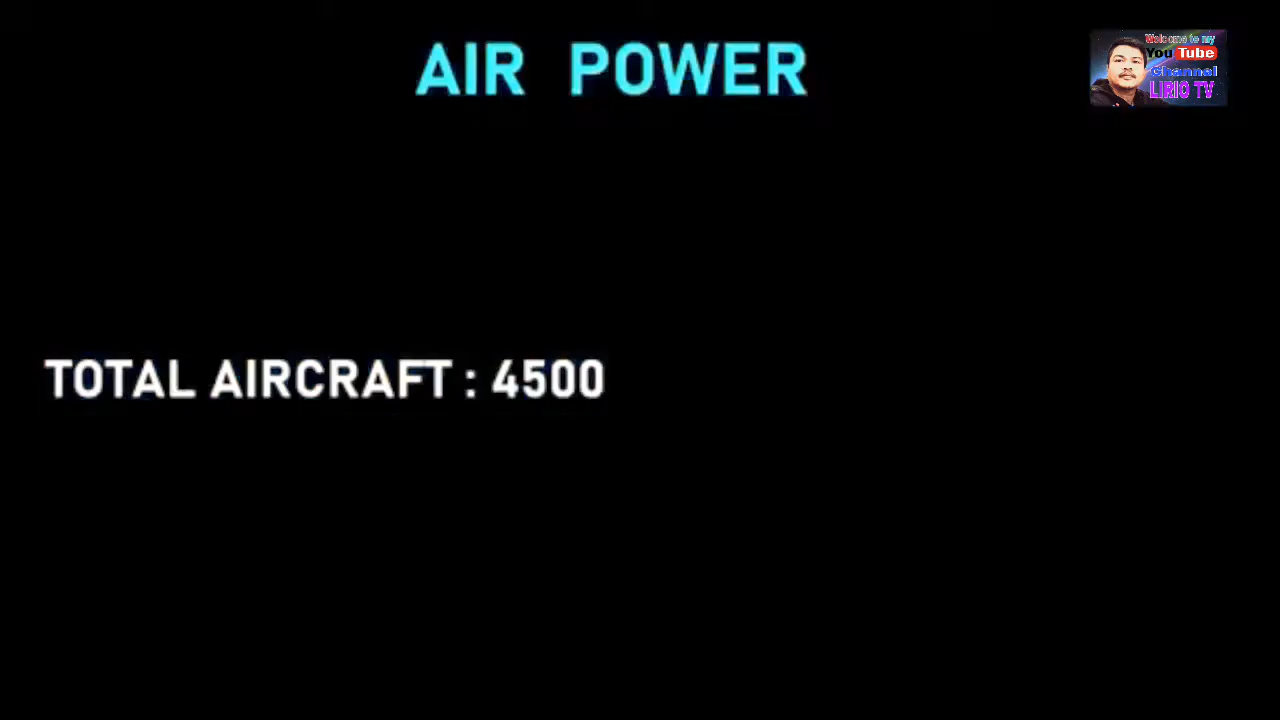 AIR POWER
Welcome to my
YouTube
Channel
LIRIO TV
TOTAL AIRCRAFT : 4500